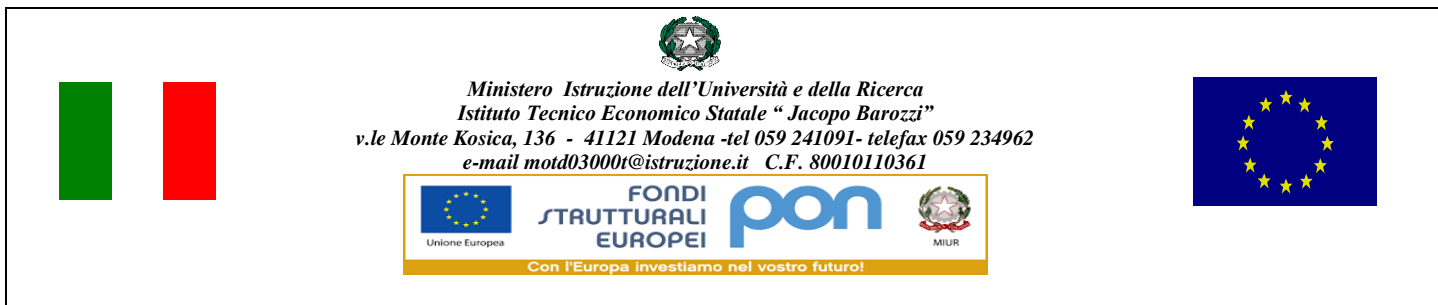 Ministero Istruzione dell'Università e della Ricerca
Istituto Tecnico Economico Statale “ Jacopo Barozzi”
v.le Monte Kosica, 136 - 41121 Modena -tel 059 241091- telefax 059 234962
e-mail motd03000t@istruzione.it C.F. 80010110361
FONDI
STRUTTURALI
EUROPEI
pon
Unione Europea
MIUR
Con l'Europa investiamo nel vostro futuro!